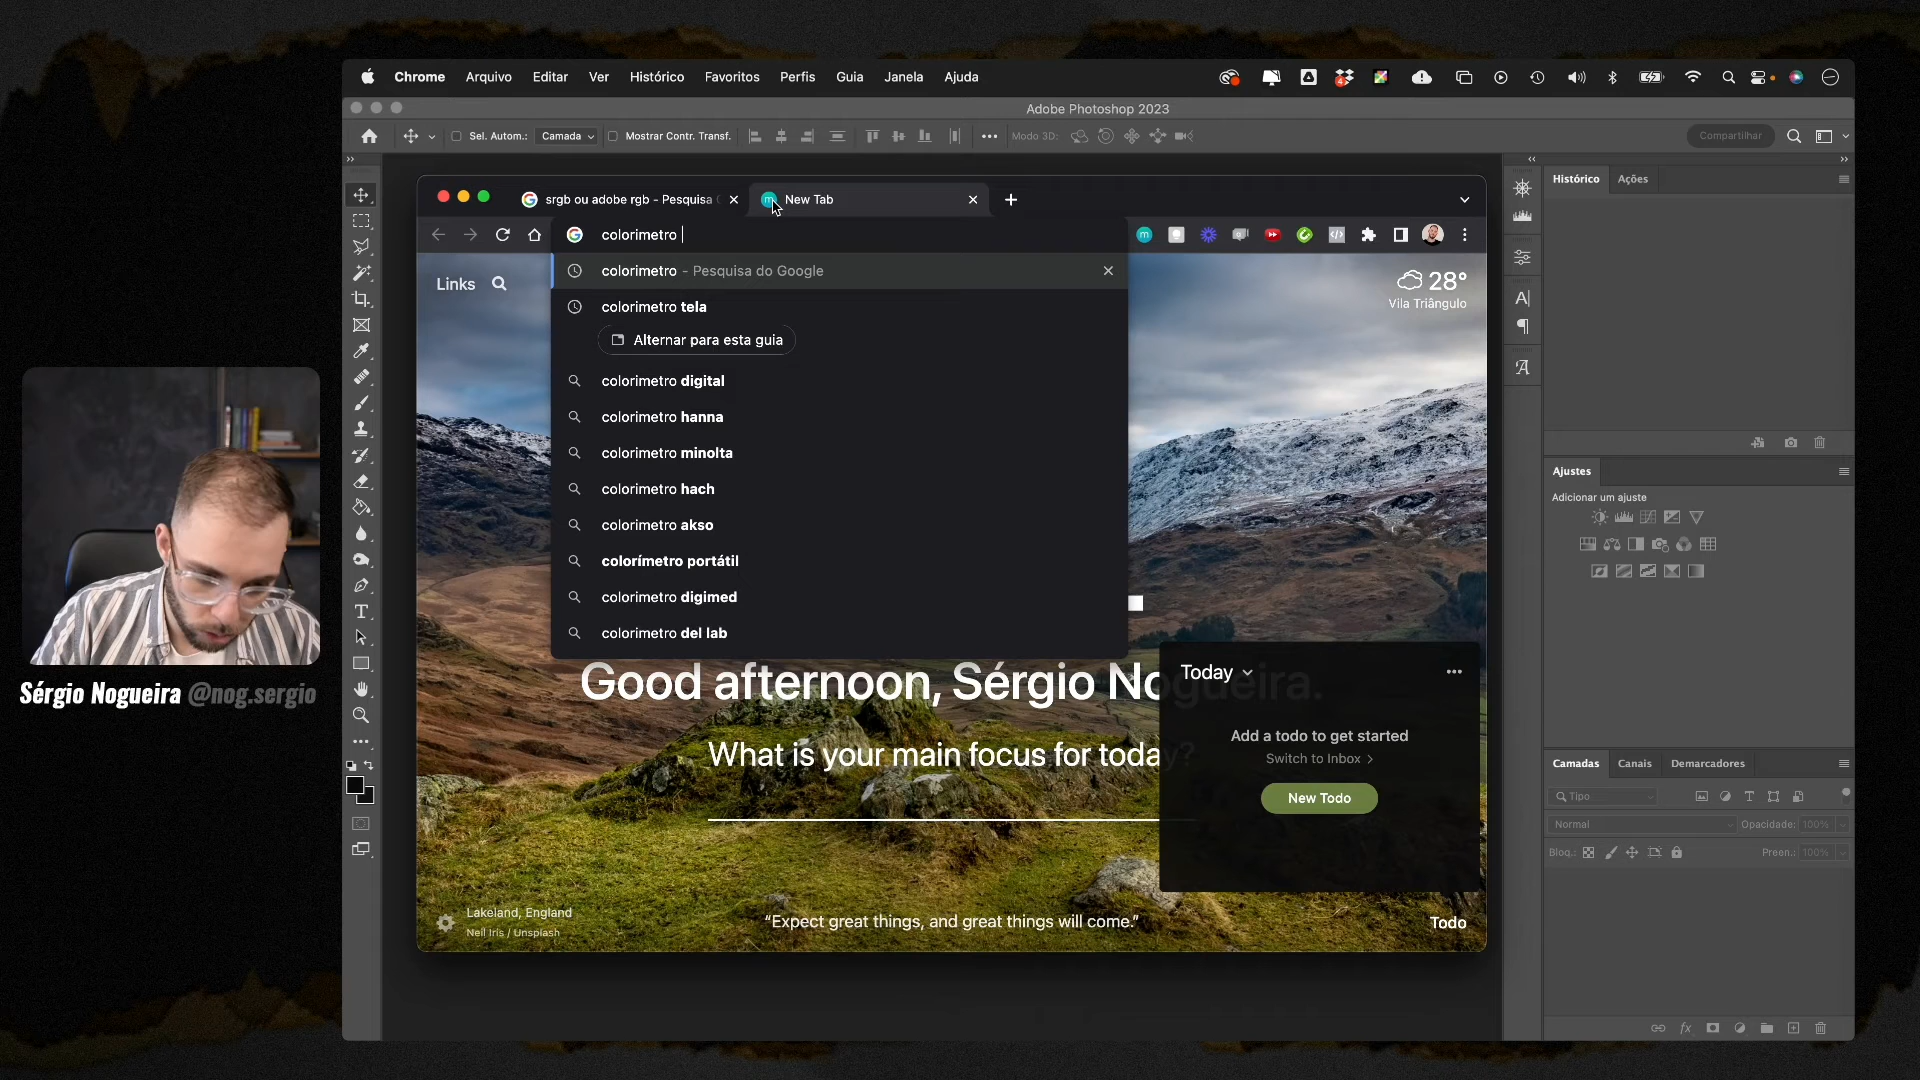 Chrome Arquivo Editar Ver Histórico Favoritos Perfis Guia Janela Ajuda
4
Adobe Photoshop 2023
Sel. Autom.: Camada Mostrar Contr. Transf. Modo 3D: Compartilhar
srgb ou adobe rgb - Pesquisa
New Tab
colorimetro
Links
colorimetro - Pesquisa do Google
colorimetro tela
Alternar para esta guia
colorimetro digital
colorimetro hanna
colorimetro minolta
colorimetro hach
colorimetro akso
colorímetro portátil
colorimetro digimed
colorimetro del lab
28°
Vila Triângulo
Good afternoon, Sérgio Nogueira.
What is your main focus for today?
Today
Add a todo to get started
Switch to Inbox >
New Todo
Lakeland, England
Neil Iris / Unsplash
“Expect great things, and great things will come.”
Todo
Histórico Ações
Ajustes
Adicionar um ajuste
Camadas Canais Demarcadores
Tipo
Normal Opacidade: 100%
Bloq.: Preen.: 100%
fx
Sérgio Nogueira @nog.sergio